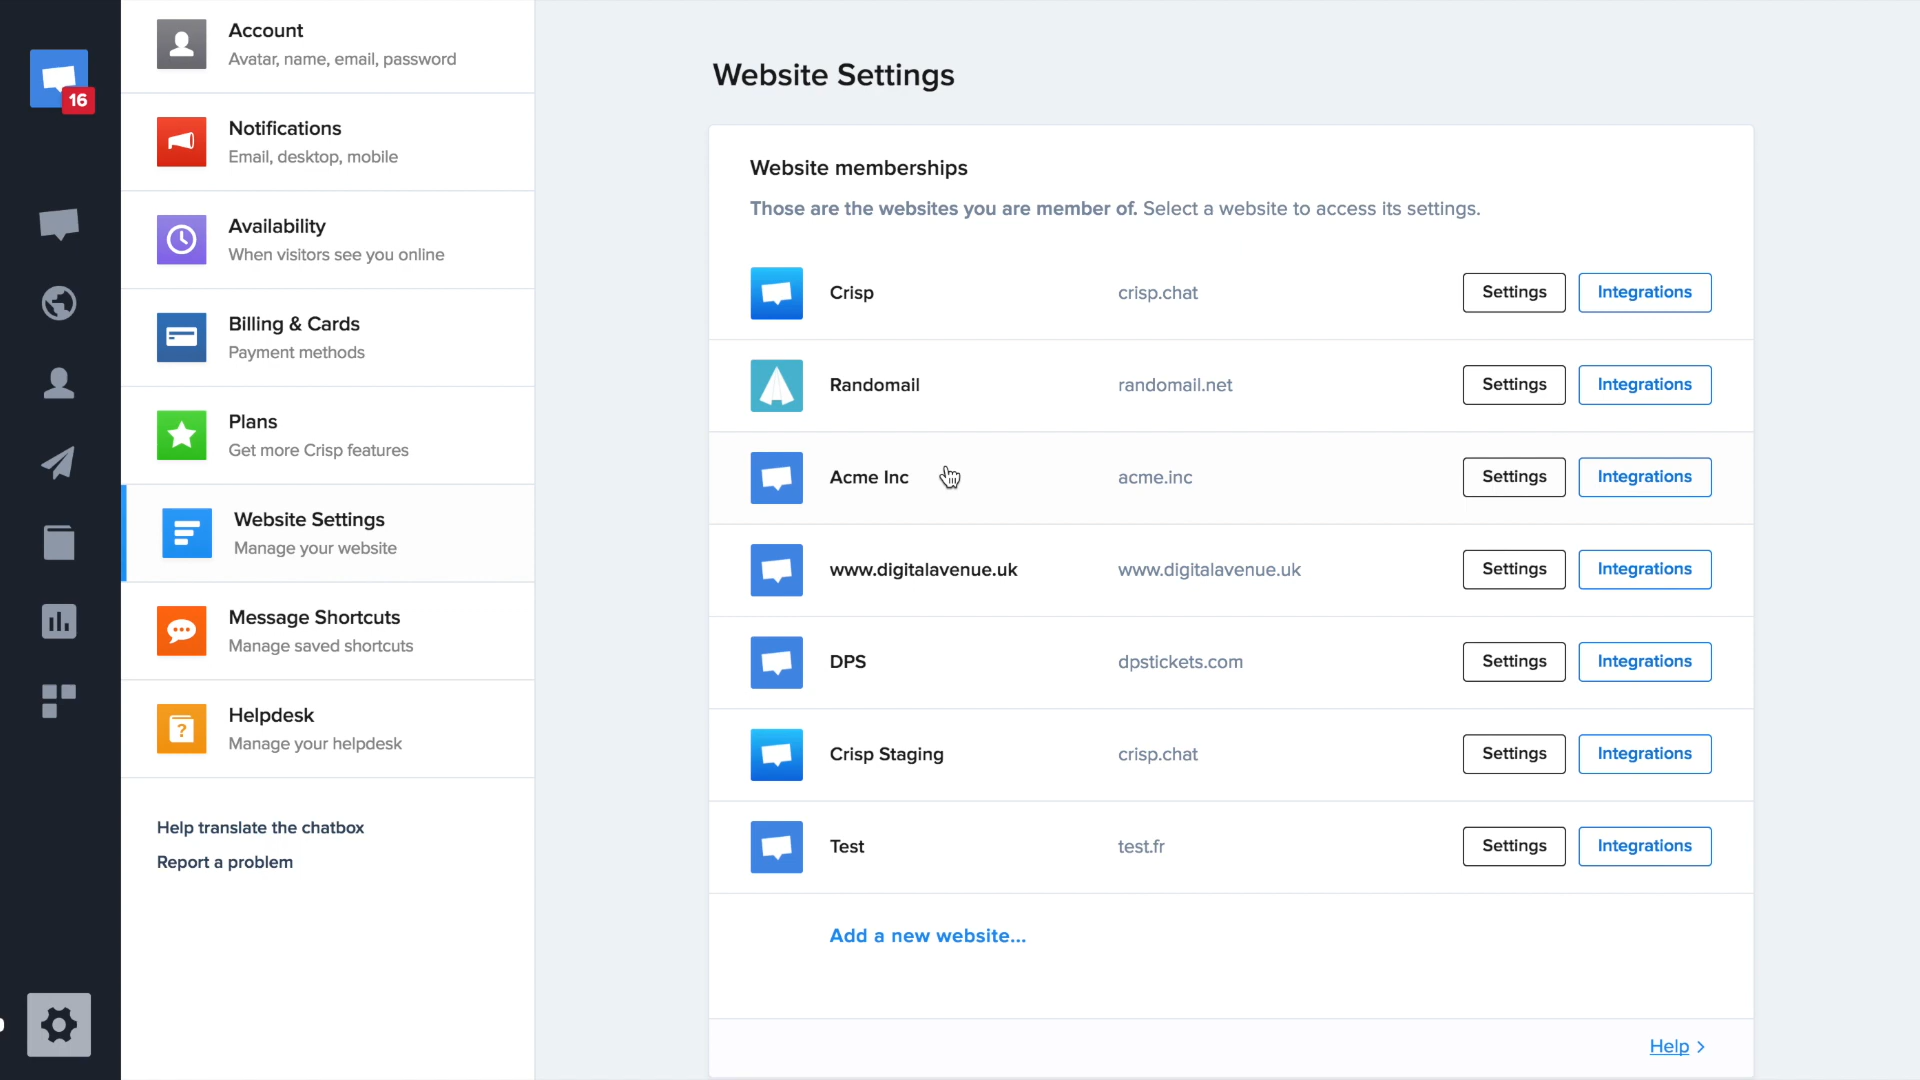 16
Account
Avatar, name, email, password
Notifications
Email, desktop, mobile
Availability
When visitors see you online
Billing & Cards
Payment methods
Plans
Get more Crisp features
Website Settings
Manage your website
Message Shortcuts
Manage saved shortcuts
Helpdesk
Manage your helpdesk
Help translate the chatbox
Report a problem
Website Settings
Website memberships
Those are the websites you are member of. Select a website to access its settings.
Crisp crisp.chat Settings Integrations
Randomail randomail.net Settings Integrations
Acme Inc acme.inc Settings Integrations
www.digitalavenue.uk www.digitalavenue.uk Settings Integrations
DPS dpstickets.com Settings Integrations
Crisp Staging crisp.chat Settings Integrations
Test test.fr Settings Integrations
Add a new website...
Help >